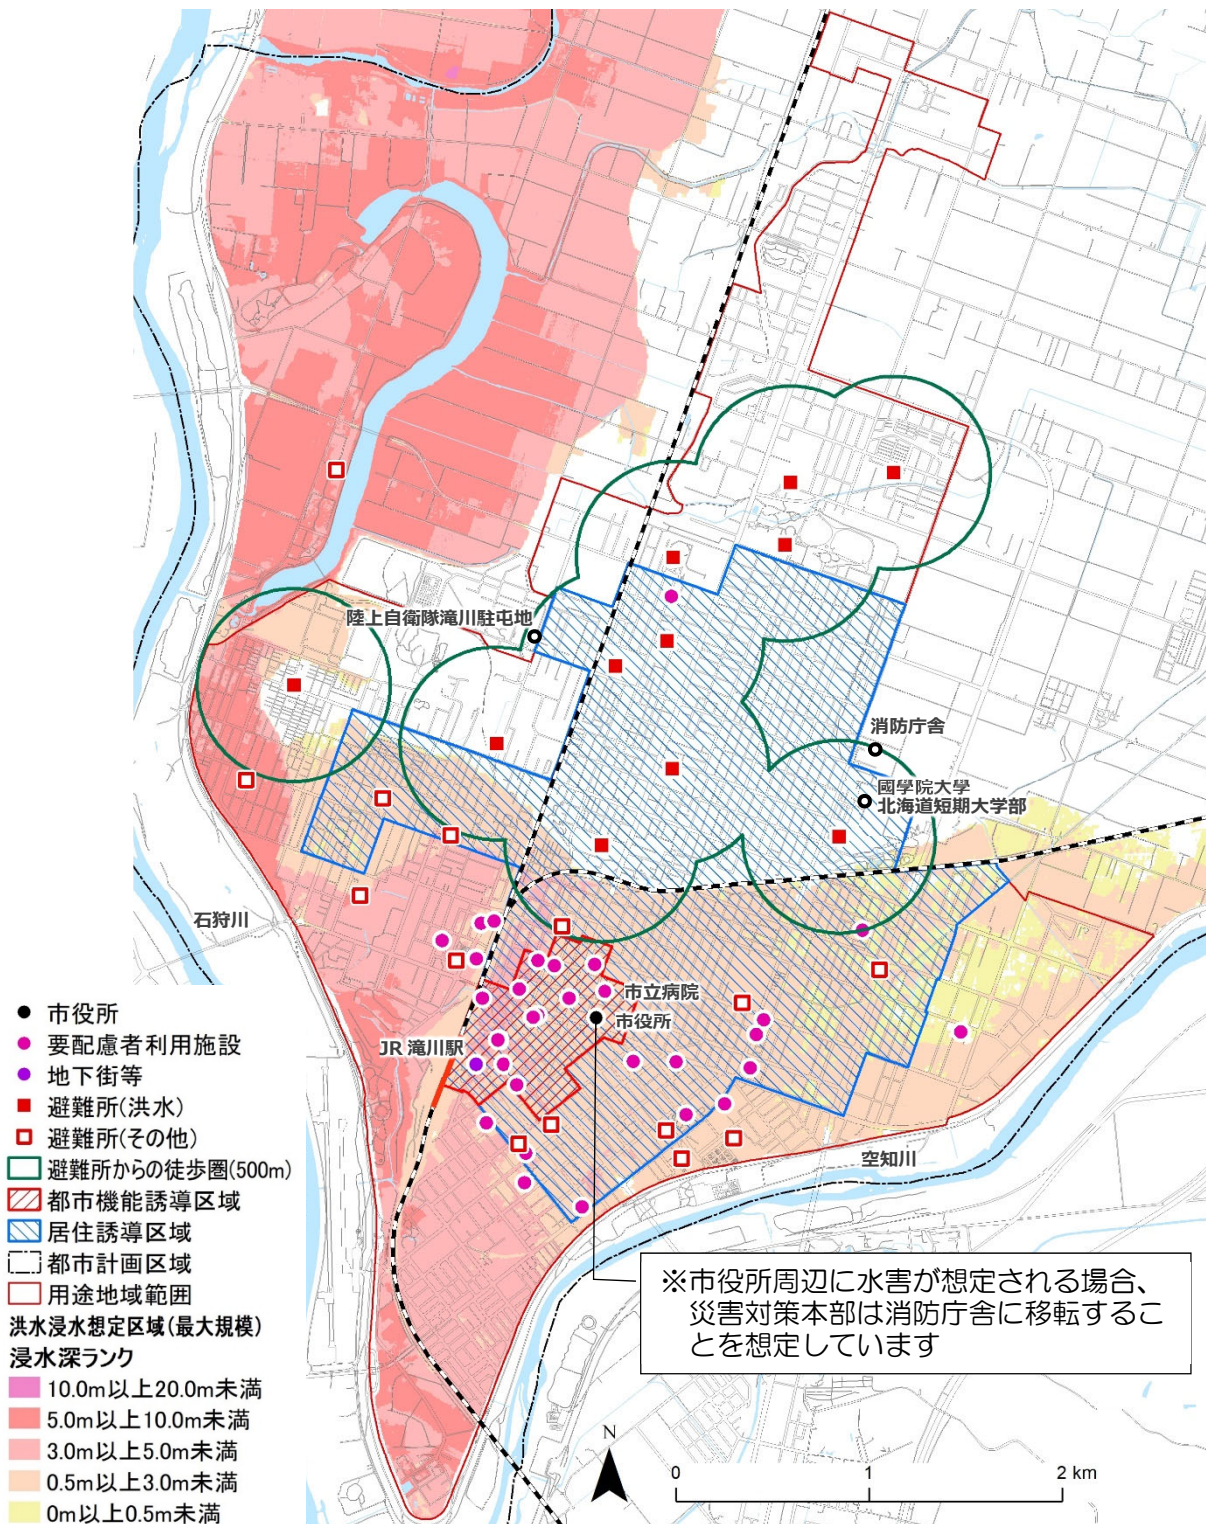 陸上自衛隊滝川駐屯地
消防庁舎
國學院大學
北海道短期大学部
石狩川
市立病院
市役所
JR 滝川駅
空知川
市役所
要配慮者利用施設
地下街等
避難所(洪水)
避難所(その他)
避難所からの徒歩圏(500m)
都市機能誘導区域
居住誘導区域
都市計画区域
用途地域範囲
洪水浸水想定区域(最大規模)
浸水深ランク
10.0m以上20.0m未満
5.0m以上10.0m未満
3.0m以上5.0m未満
0.5m以上3.0m未満
0m以上0.5m未満
※市役所周辺に水害が想定される場合、
災害対策本部は消防庁舎に移転するこ
とを想定しています
N
0 1 2 km